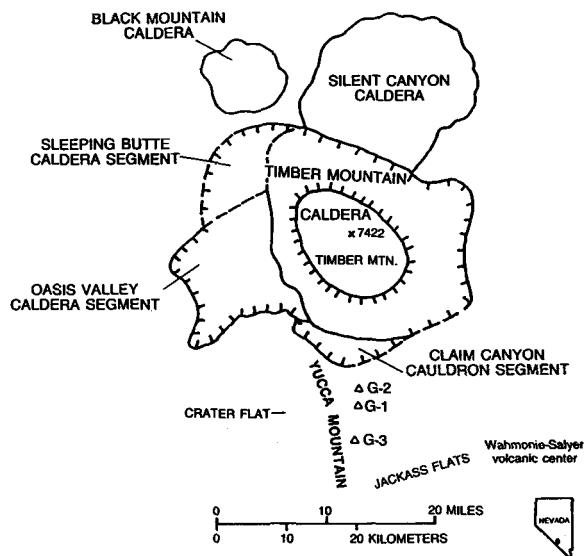 BLACK MOUNTAIN
CALDERA
SILENT CANYON
CALDERA
SLEEPING BUTTE
CALDERA SEGMENT
TIMBER MOUNTAIN
CALDERA
x 7422
TIMBER MTN.
OASIS VALLEY
CALDERA SEGMENT
CLAIM CANYON
CAULDRON SEGMENT
YUCCA MOUNTAIN
G-2
G-1
CRATER FLAT
G-3
Wahmonie-Salyer
volcanic center
JACKASS FLATS
0 10 20 MILES
0 10 20 KILOMETERS
NEVADA